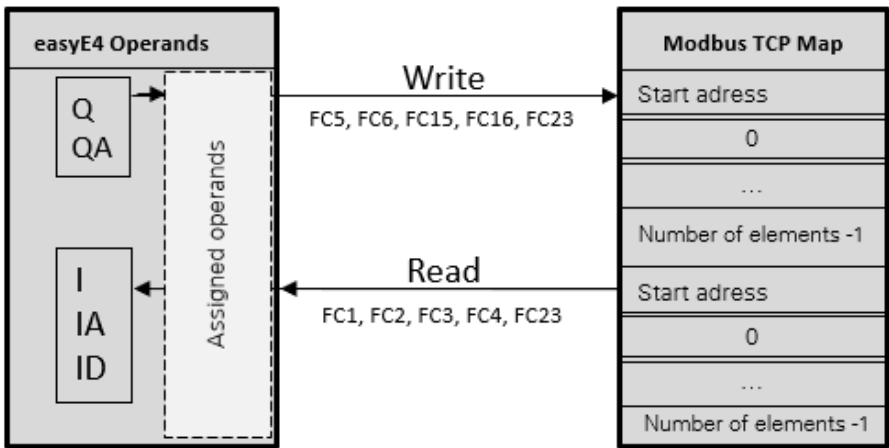 easyE4 Operands
Q
QA
I
IA
ID
Assigned operands
Write
FC5, FC6, FC15, FC16, FC23
Read
FC1, FC2, FC3, FC4, FC23
Modbus TCP Map
Start adress
0
...
Number of elements -1
Start adress
0
...
Number of elements -1